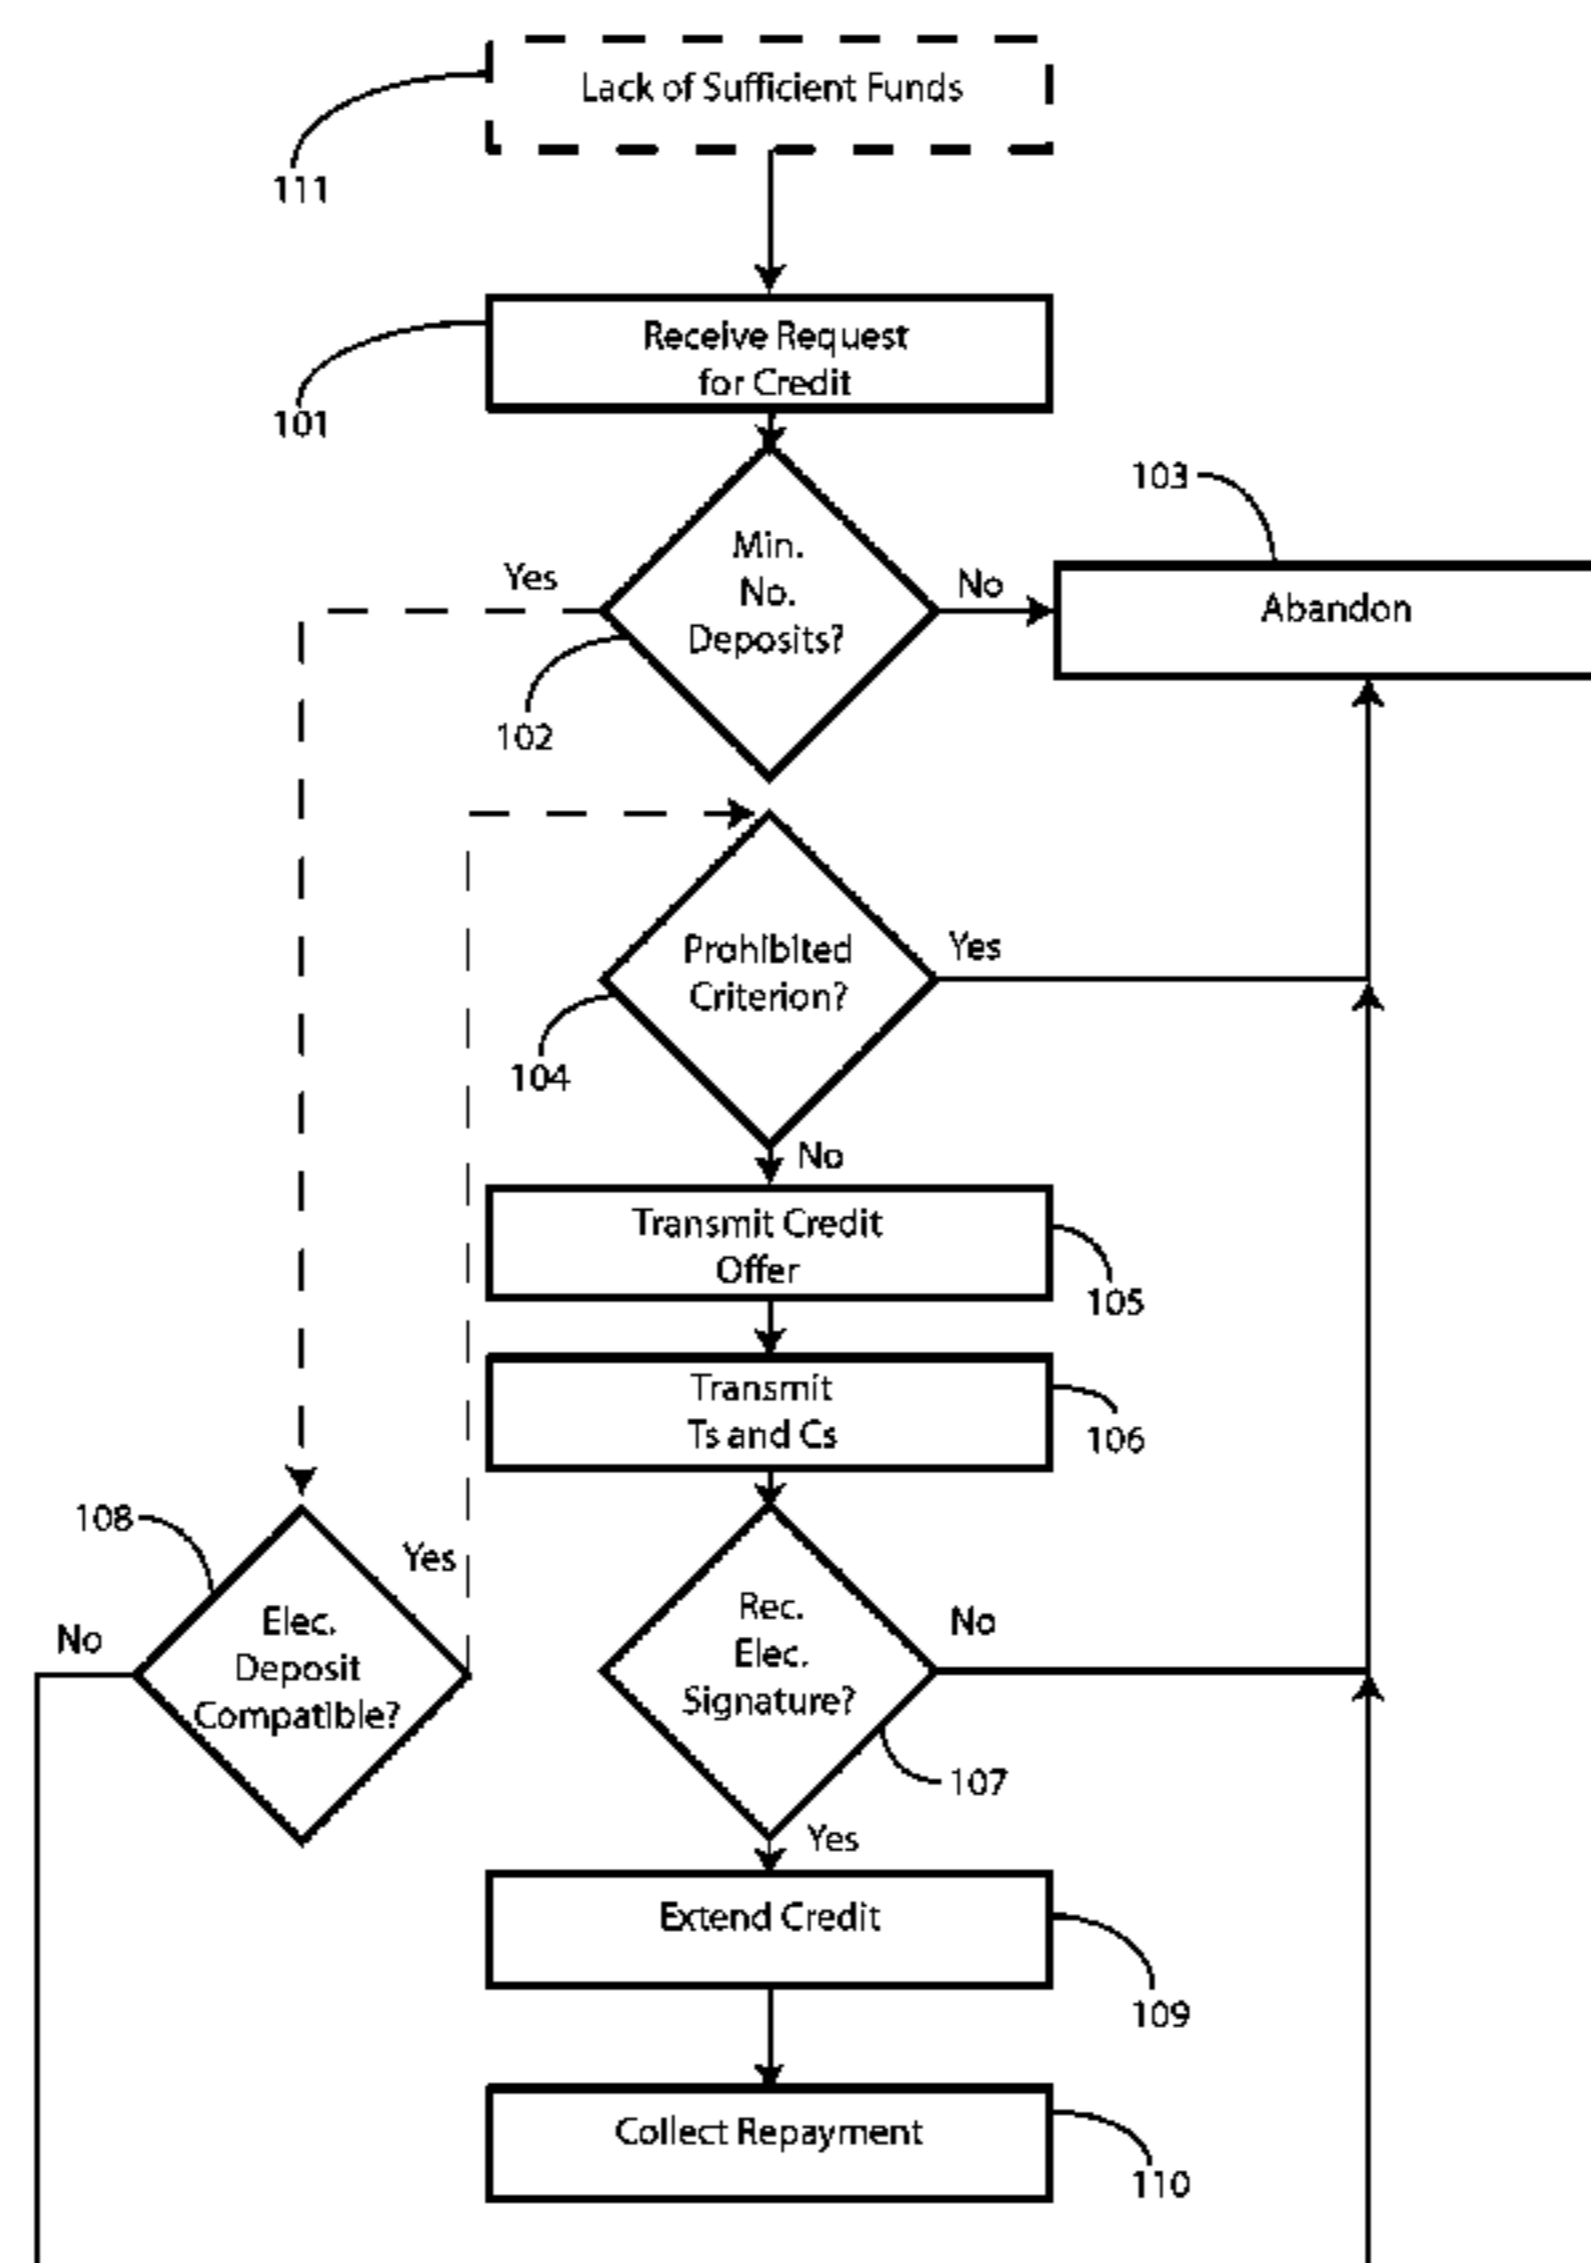 Lack of Sufficient Funds
111
Receive Request
for Credit
101
103
Min.
No.
Deposits?
Yes
No
Abandon
102
Prohibited
Criterion?
Yes
104
No
Transmit Credit
Offer
105
Transmit
Ts and Cs
106
108
Yes
No
Elec.
Deposit
Compatible?
Rec.
Elec.
Signature?
No
107
Yes
Extend Credit
109
Collect Repayment
110